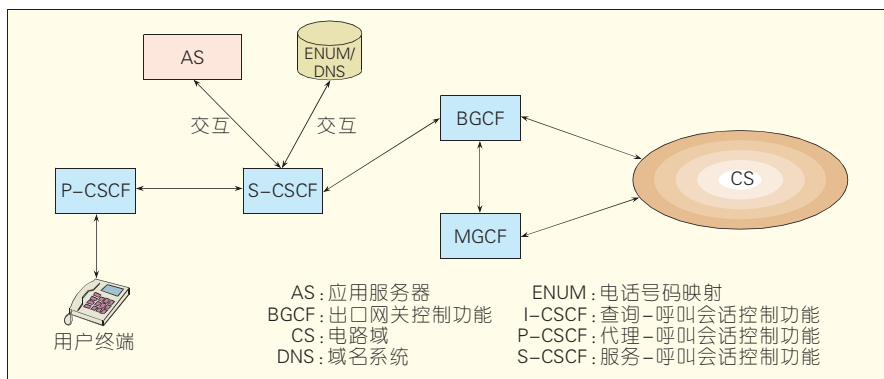 AS
ENUM/
DNS
交互
交互
BGCF
P-CSCF
S-CSCF
CS
MGCF
用户终端
AS:应用服务器
BGCF:出口网关控制功能
CS:电路域
DNS:域名系统
ENUM:电话号码映射
I-CSCF:查询-呼叫会话控制功能
P-CSCF:代理-呼叫会话控制功能
S-CSCF:服务-呼叫会话控制功能